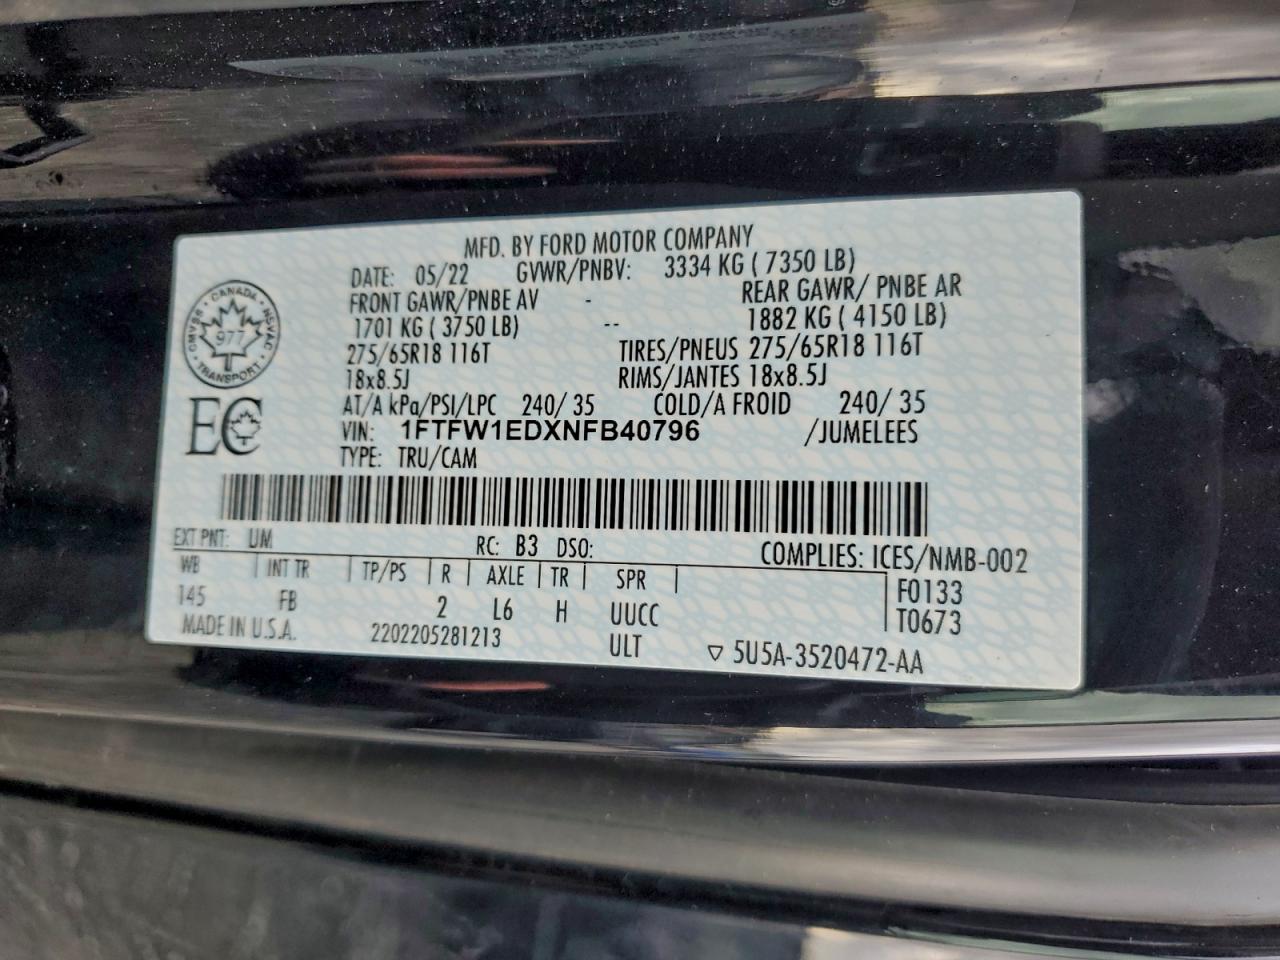 MFD. BY FORD MOTOR COMPANY
DATE: 05/22 GVWR/PNBV: 3334 KG ( 7350 LB)
FRONT GAWR/PNBE AV - REAR GAWR/ PNBE AR
1701 KG ( 3750 LB) -- 1882 KG ( 4150 LB)
275/65R18 116T TIRES/PNEUS 275/65R18 116T
18x8.5J RIMS/JANTES 18x8.5J
AT/A kPa/PSI/LPC 240/ 35 COLD/A FROID 240/ 35
VIN: 1FTFW1EDXNFB40796 /JUMELEES
TYPE: TRU/CAM
CANADA
CMVSS NSVAC
977
TRANSPORT
EC
EXT PNT: UM RC: B3 DSO: COMPLIES: ICES/NMB-002
WB | INT TR | TP/PS | R | AXLE | TR | SPR | F0133
145 FB 2 L6 H UUCC T0673
MADE IN U.S.A. 2202205281213 ULT ▽ 5U5A-3520472-AA